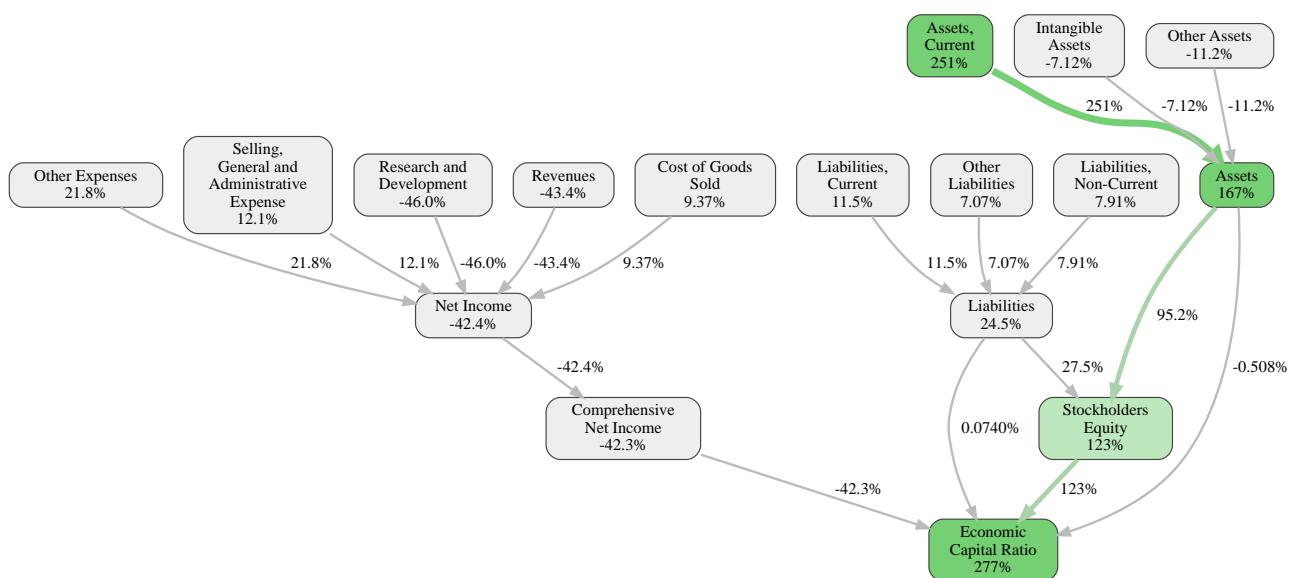 Assets,
Current
251%
Intangible
Assets
-7.12%
Other Assets
-11.2%
251%
-7.12%
-11.2%
Other Expenses
21.8%
Selling,
General and
Administrative
Expense
12.1%
Research and
Development
-46.0%
Revenues
-43.4%
Cost of Goods
Sold
9.37%
Liabilities,
Current
11.5%
Other
Liabilities
7.07%
Liabilities,
Non-Current
7.91%
Assets
167%
21.8%
12.1%
-46.0%
-43.4%
9.37%
11.5%
7.07%
7.91%
Net Income
-42.4%
Liabilities
24.5%
95.2%
-42.4%
27.5%
-0.508%
Comprehensive
Net Income
-42.3%
0.0740%
Stockholders
Equity
123%
-42.3%
123%
Economic
Capital Ratio
277%